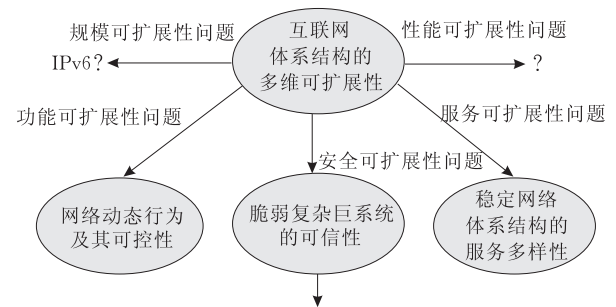 规模可扩展性问题
互联网
体系结构的
多维可扩展性
性能可扩展性问题
IPv6?
?
功能可扩展性问题
服务可扩展性问题
安全可扩展性问题
网络动态行为
及其可控性
脆弱复杂巨系统
的可信性
稳定网络
体系结构的
服务多样性